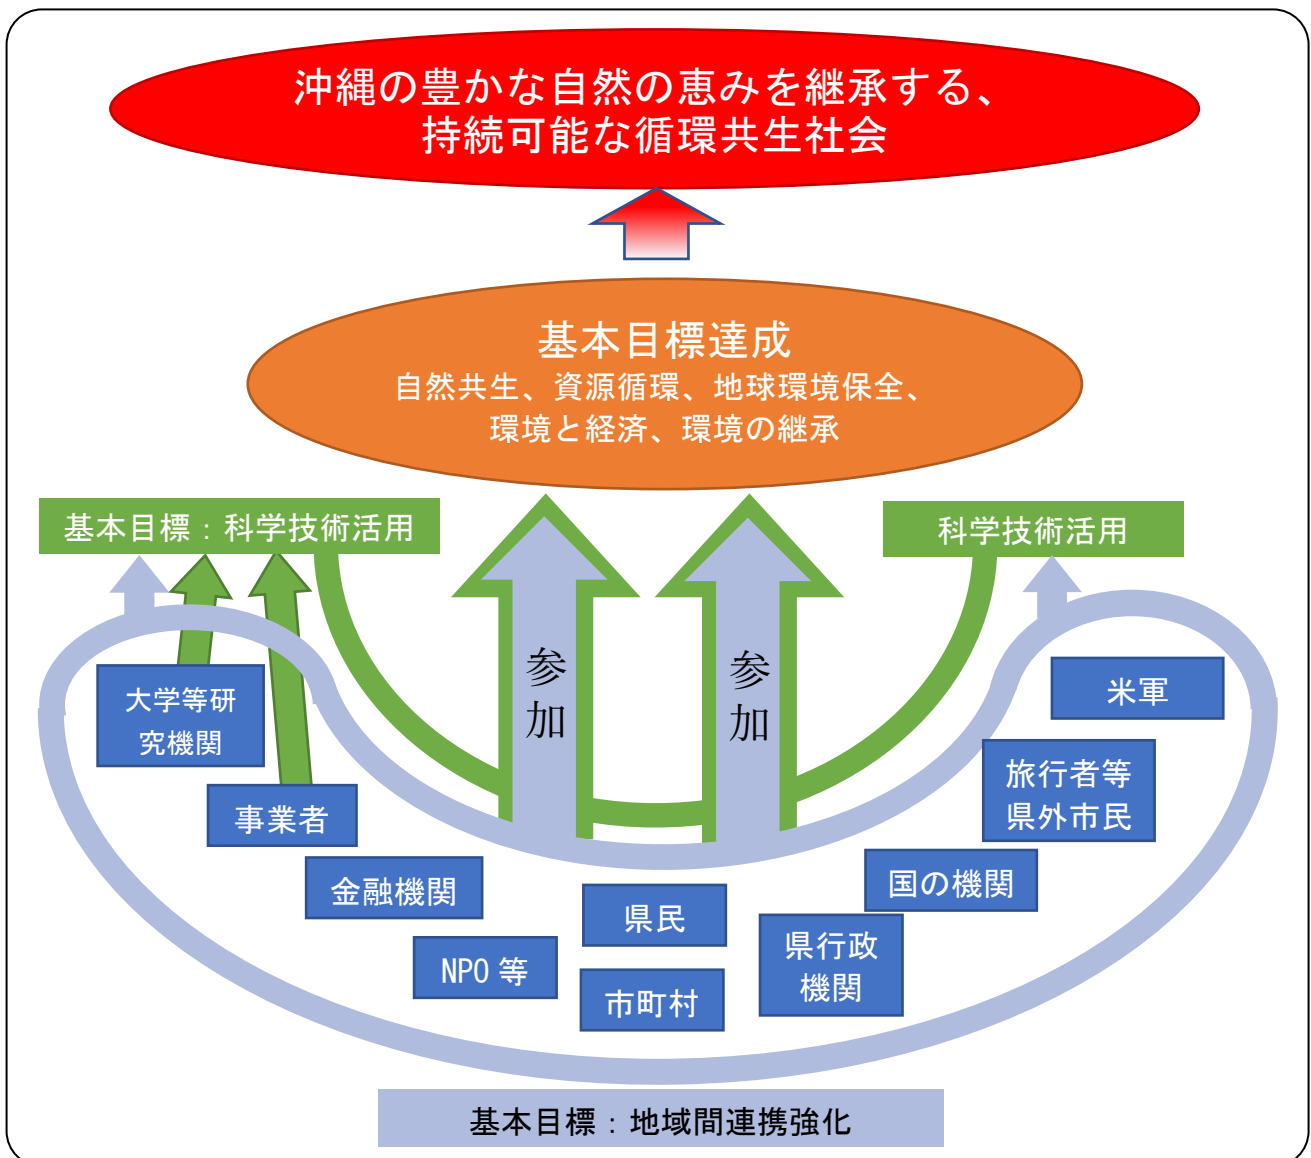 沖縄の豊かな自然の恵みを継承する、
持続可能な循環共生社会
基本目標達成
自然共生、資源循環、地球環境保全、
環境と経済、環境の継承
基本目標：科学技術活用
科学技術活用
参加
参加
大学等研
究機関
事業者
金融機関
NPO 等
県民
市町村
県行政
機関
国の機関
旅行者等
県外市民
米軍
基本目標：地域間連携強化